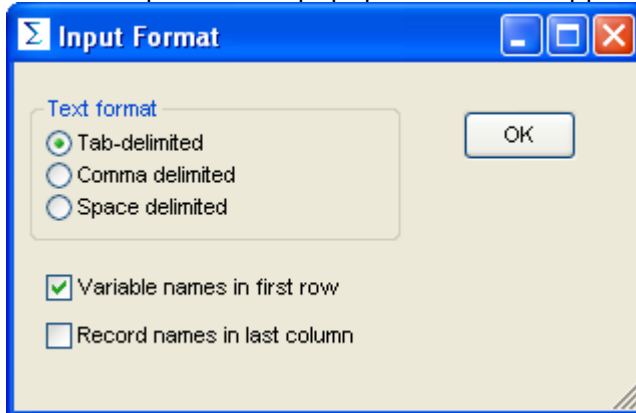 Σ Input Format
Text format
Tab-delimited
OK
Comma delimited
Space delimited
Variable names in first row
Record names in last column